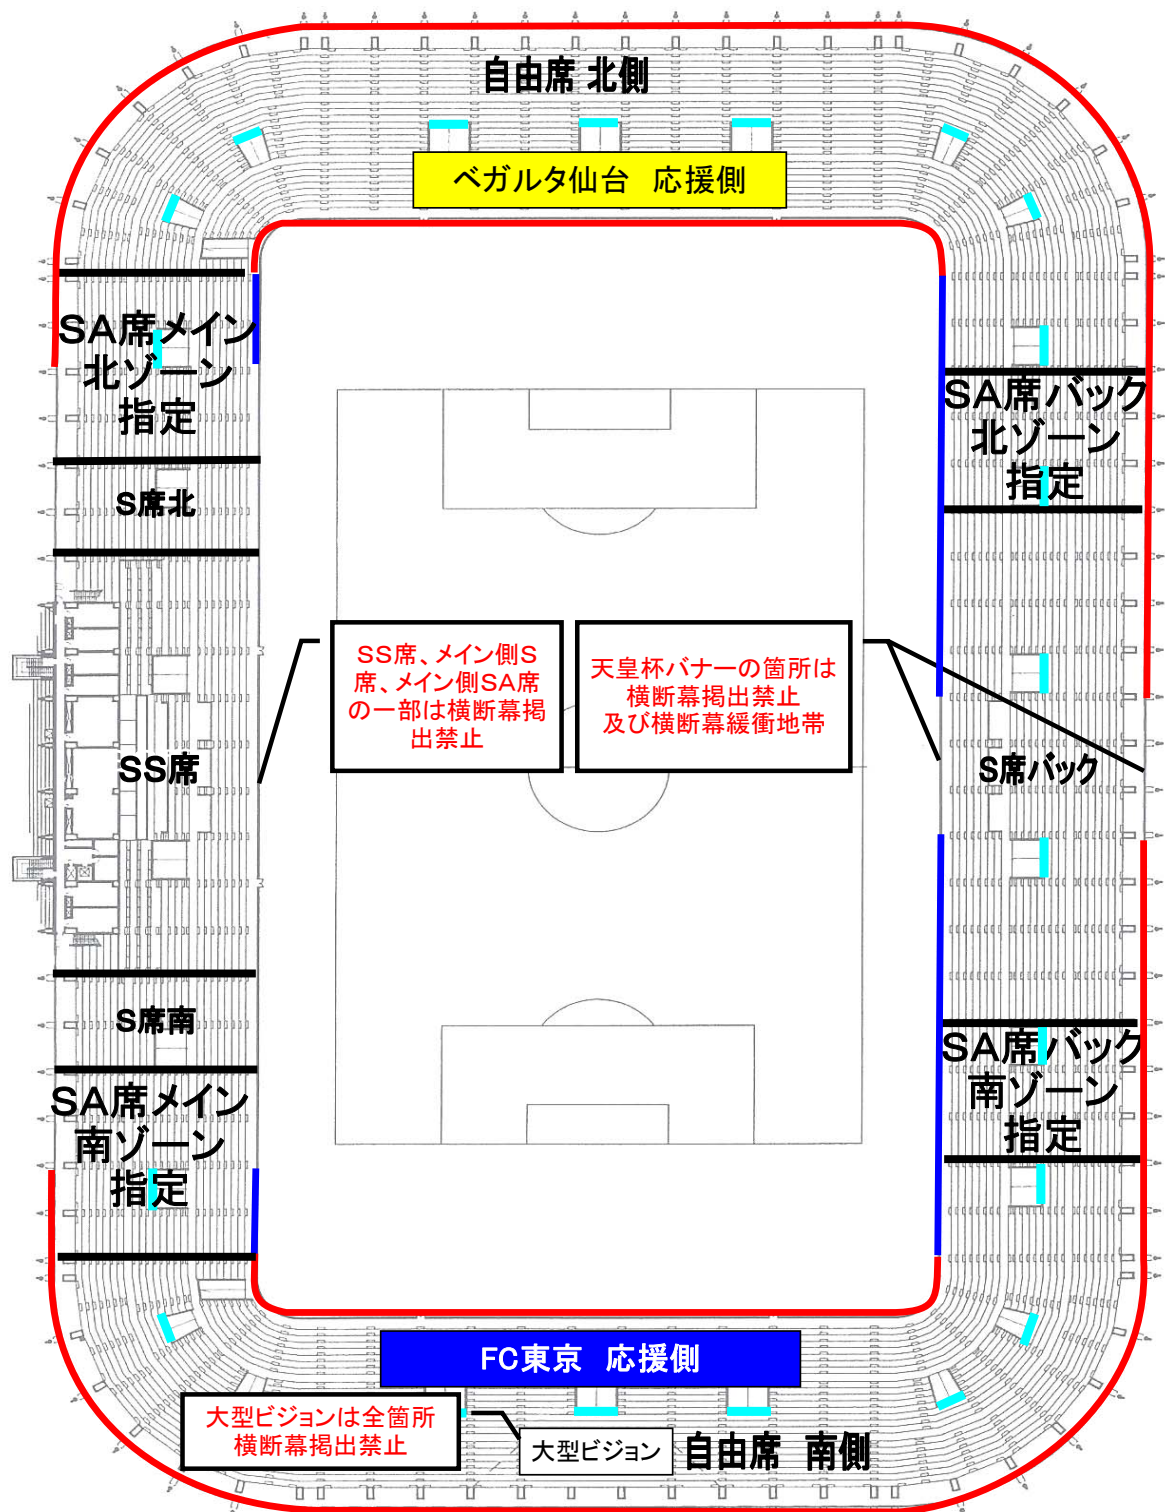 自由席 北側
ベガルタ仙台　応援側
SA席メイン
北ゾーン
指定
SA席バック
北ゾーン
指定
S席北
SS席、メイン側S
席、メイン側SA席
の一部は横断幕掲
出禁止
天皇杯バナーの箇所は
横断幕掲出禁止
及び横断幕緩衝地帯
SS席
S席バック
S席南
SA席メイン
南ゾーン
指定
SA席バック
南ゾーン
指定
FC東京　応援側
大型ビジョンは全箇所
横断幕掲出禁止
大型ビジョン
自由席　南側